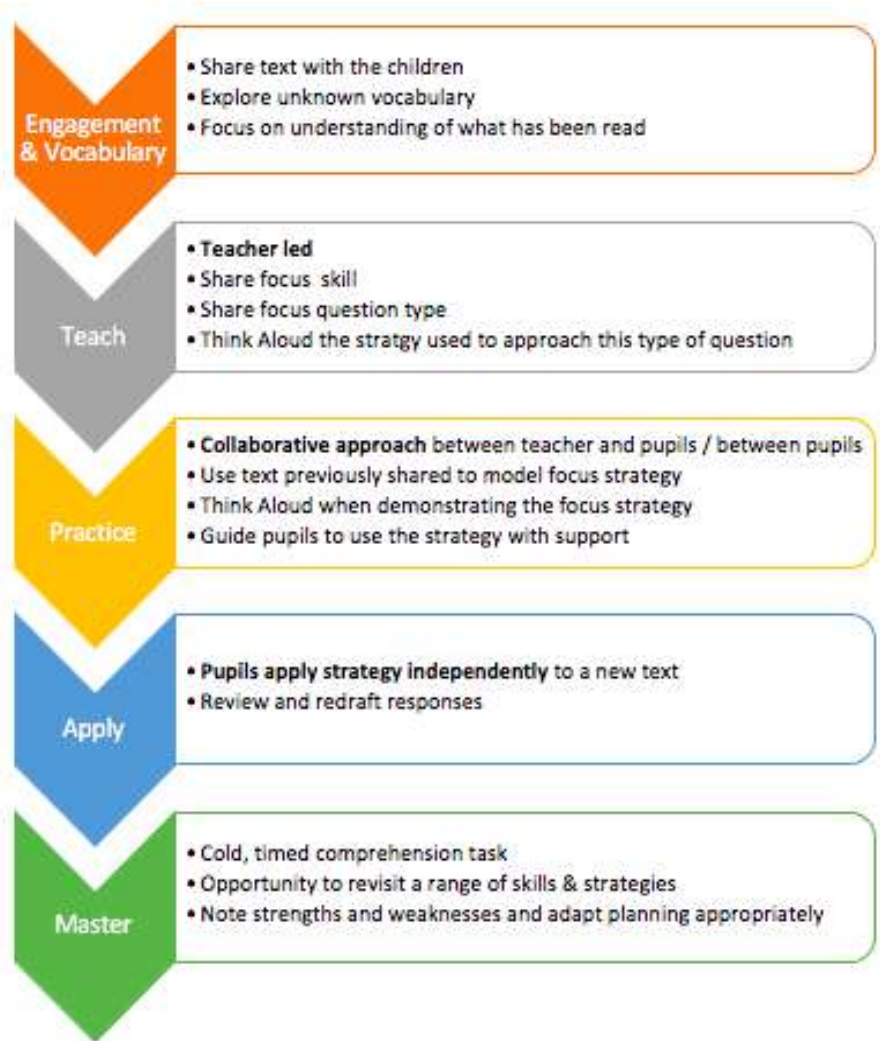 Engagement
& Vocabulary
• Share text with the children
• Explore unknown vocabulary
• Focus on understanding of what has been read
Teach
• Teacher led
• Share focus skill
• Share focus question type
• Think Aloud the stratgy used to approach this type of question
Practice
• Collaborative approach between teacher and pupils / between pupils
• Use text previously shared to model focus strategy
• Think Aloud when demonstrating the focus strategy
• Guide pupils to use the strategy with support
Apply
• Pupils apply strategy independently to a new text
• Review and redraft responses
Master
• Cold, timed comprehension task
• Opportunity to revisit a range of skills & strategies
• Note strengths and weaknesses and adapt planning appropriately